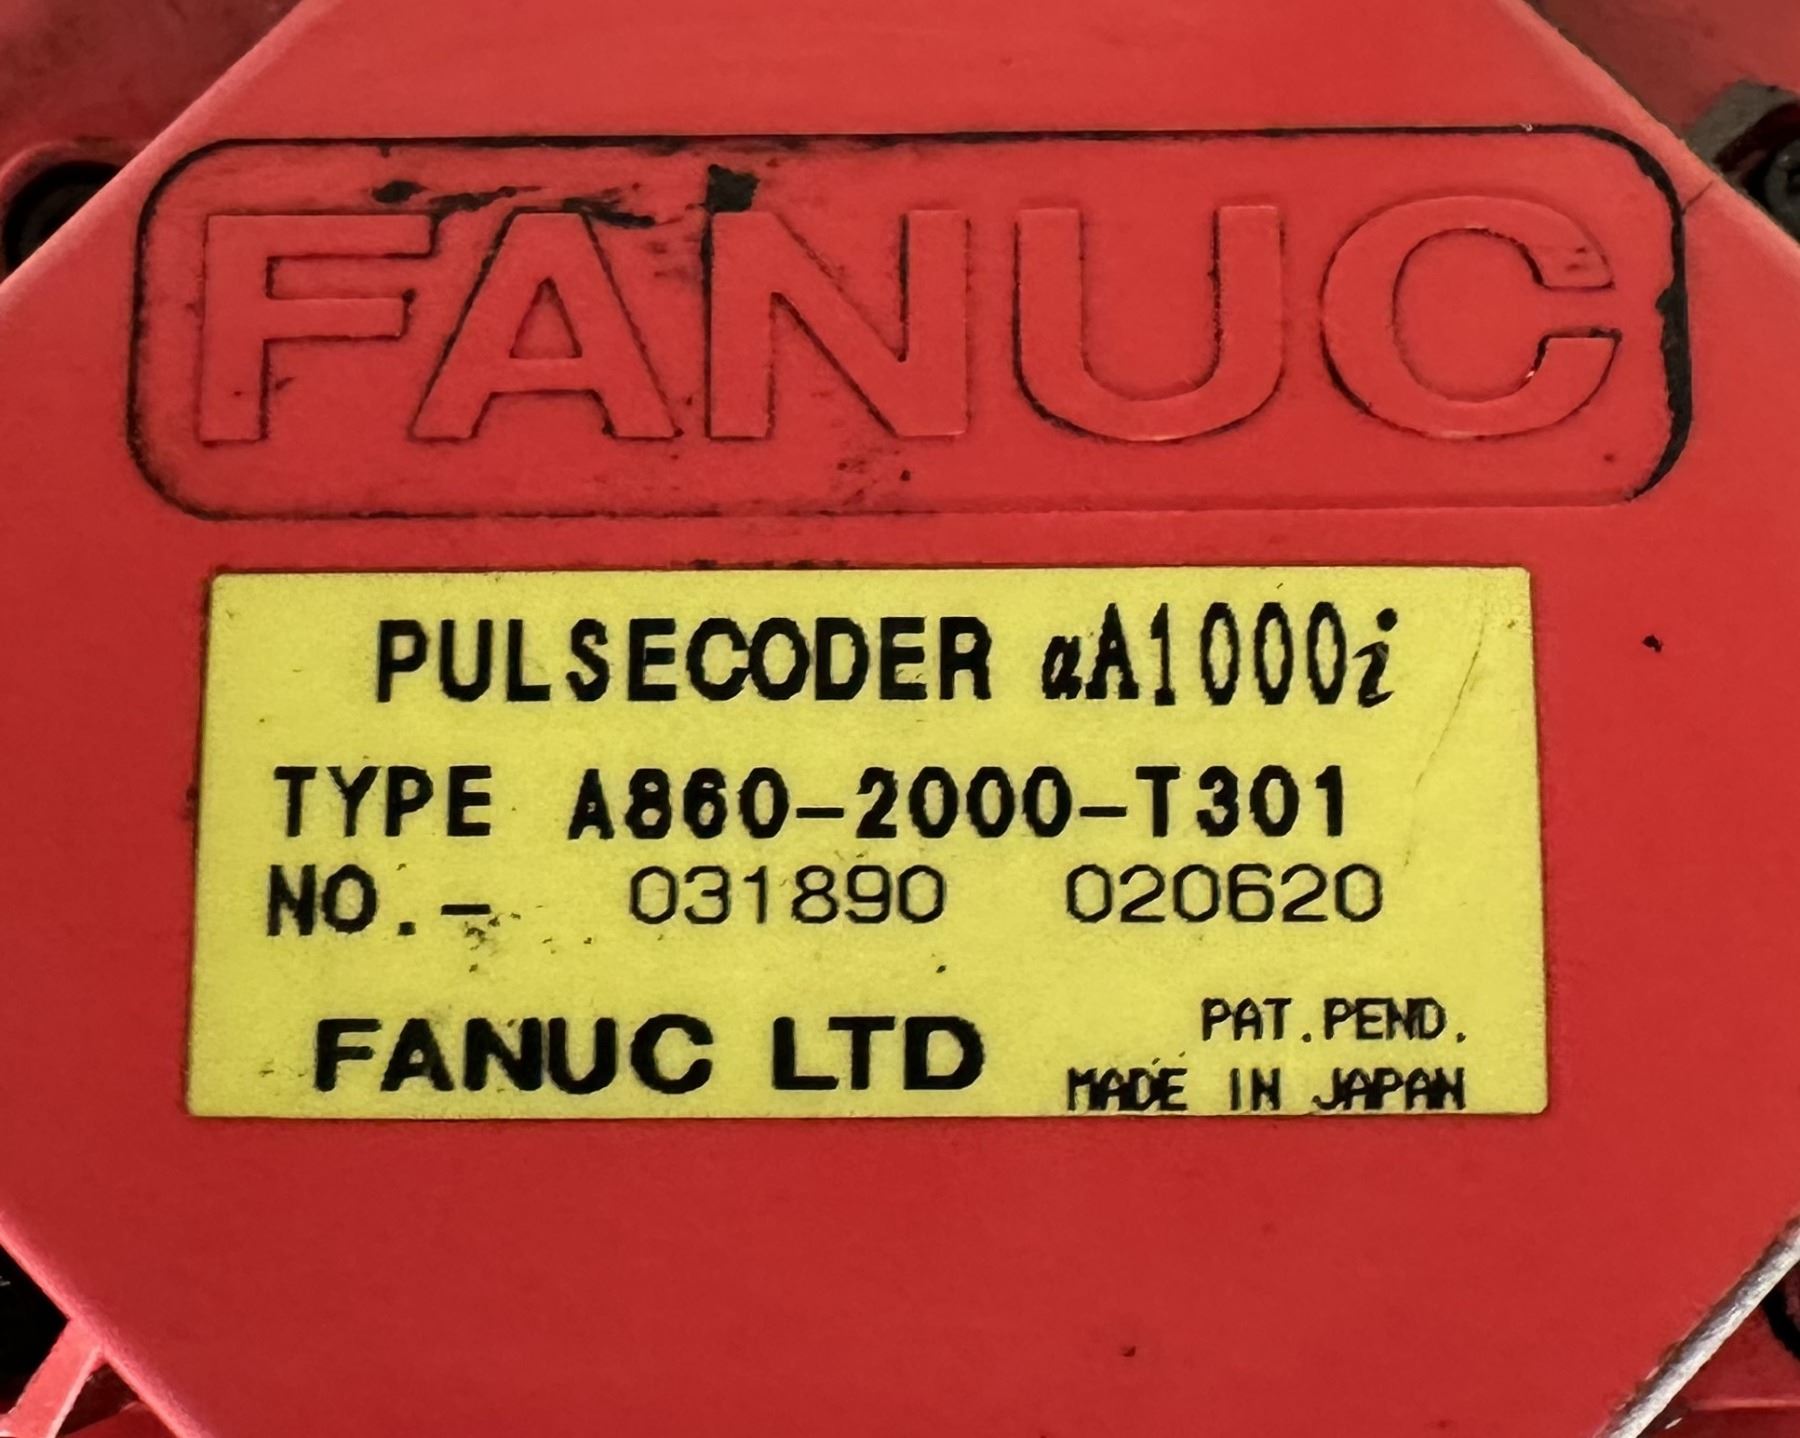 FANUC
PULSECODER αA1000i
TYPE A860-2000-T301
NO.- 031890 020620
FANUC LTD
PAT.PEND.
MADE IN JAPAN